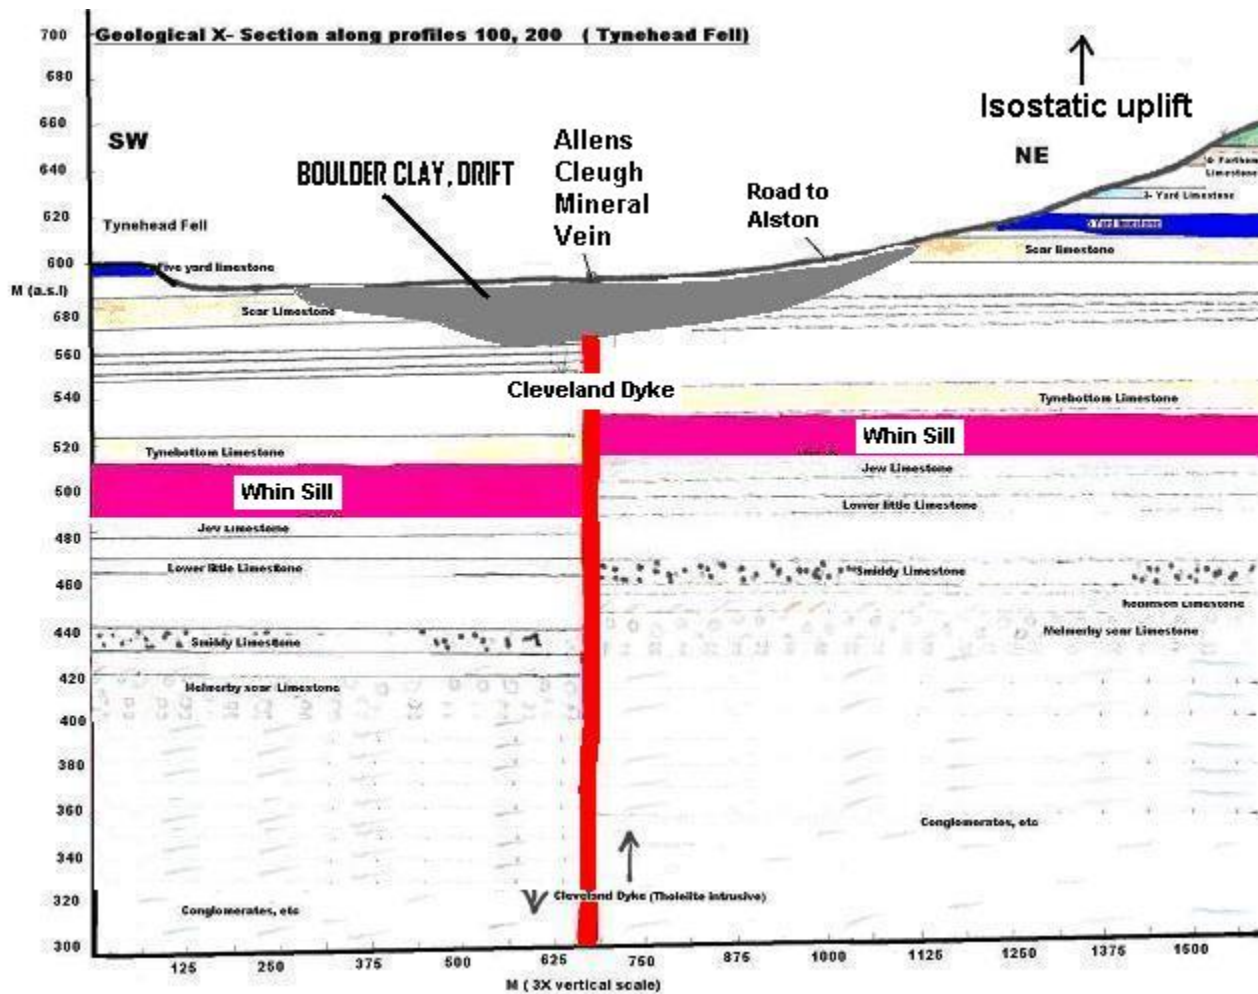 Geological X- Section along profiles 100, 200 ( Tynehead Fell)
700
680
660
640
620
600
M (a.s.l)
680
560
540
520
500
480
460
440
420
400
380
360
340
320
300
SW
NE
Isostatic uplift
BOULDER CLAY, DRIFT
Allens
Cleugh
Mineral
Vein
Road to
Alston
Tynehead Fell
Five yard limestone
Scar Limestone
Limestone
3- Yard Limestone
Yard limestone
Scar limestone
Cleveland Dyke
Tynebottom Limestone
Tynebottom Limestone
Whin Sill
Whin Sill
Jew Limestone
Jew Limestone
Lower little Limestone
Lower little Limestone
Smiddy Limestone
Smiddy Limestone
Limestone
Melmerby scar Limestone
Melmerby scar Limestone
Conglomerates, etc
Conglomerates, etc
Cleveland Dyke (Tholeiite intrusive)
125 250 375 500 625 750 875 1000 1250 1375 1500
M ( 3X vertical scale)